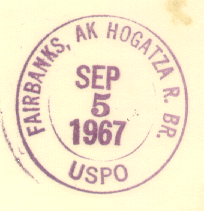 FAIRBANKS, AK HOGATZA R. BR.
SEP
5
1967
USPO